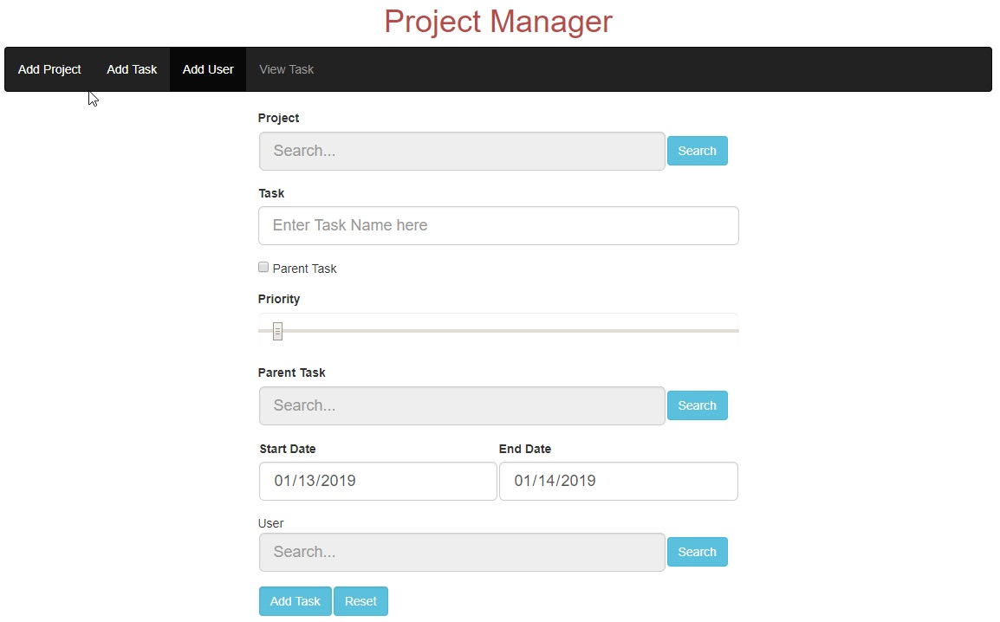 Project Manager
Add Project Add Task Add User View Task
Project
Search... Search
Task
Enter Task Name here
Parent Task
Priority
Parent Task
Search... Search
Start Date End Date
01/13/2019 01/14/2019
User
Search... Search
Add Task Reset